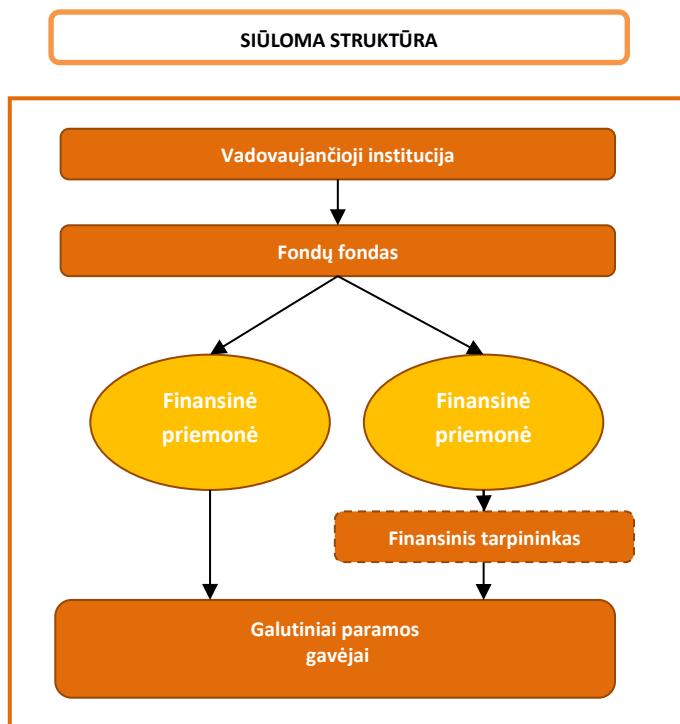 SIŪLOMA STRUKTŪRA
Vadovaujančioji institucija
Fondų fondas
Finansinė
priemonė
Finansinė
priemonė
Finansinis tarpininkas
Galutiniai paramos
gavėjai